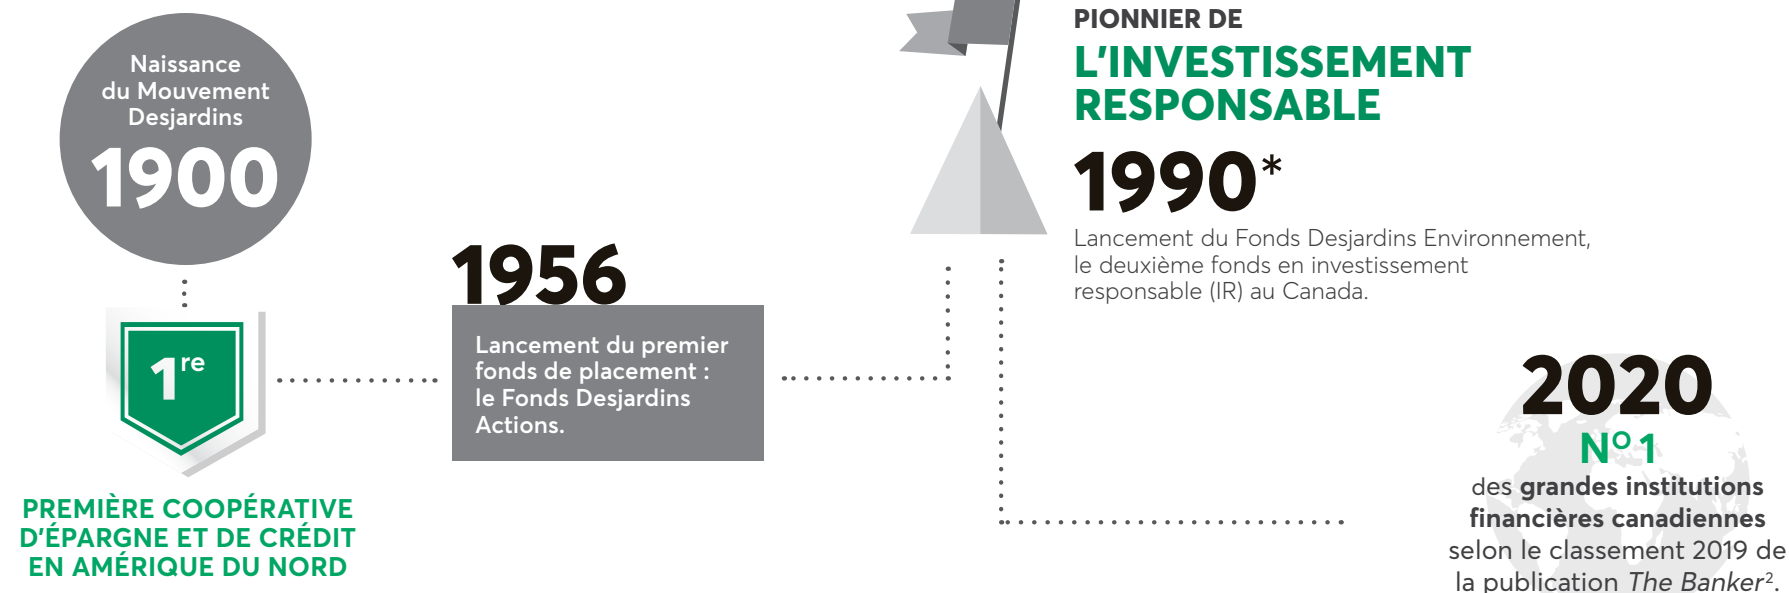 Naissance
du Mouvement
Desjardins
1900
1re
PREMIÈRE COOPÉRATIVE
D'ÉPARGNE ET DE CRÉDIT
EN AMÉRIQUE DU NORD
1956
Lancement du premier
fonds de placement :
le Fonds Desjardins
Actions.
PIONNIER DE
L'INVESTISSEMENT
RESPONSABLE
1990*
Lancement du Fonds Desjardins Environnement,
le deuxième fonds en investissement
responsable (IR) au Canada.
2020
NO 1
des grandes institutions
financières canadiennes
selon le classement 2019 de
la publication The Banker2.